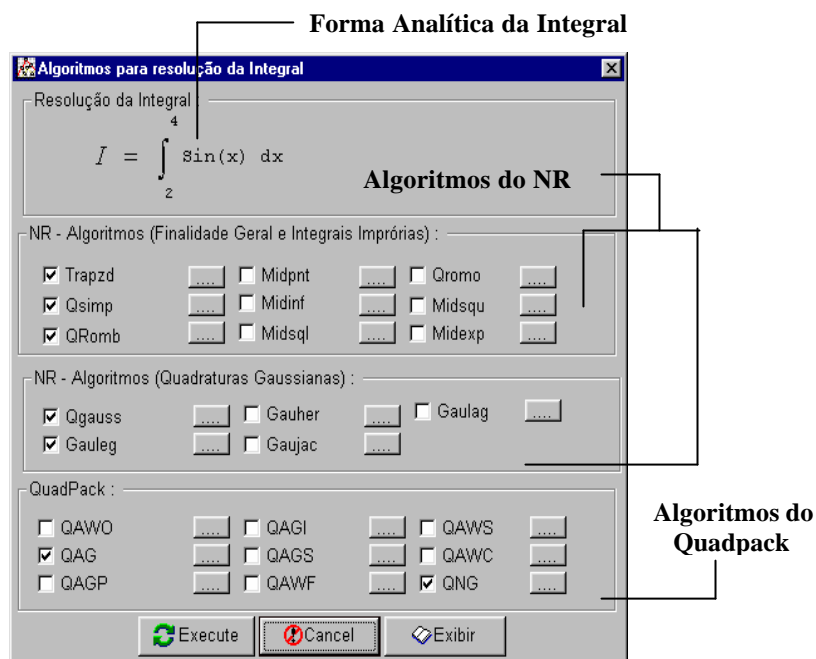 Forma Analítica da Integral
Algoritmos para resolução da Integral
Resolução da Integral :
4
I = ∫ Sin(x) dx
2
Algoritmos do NR
NR - Algoritmos (Finalidade Geral e Integrais Imprórias) :
Trapzd .... Midpnt .... Qromo ....
Qsimp .... Midinf .... Midsqu ....
QRomb .... Midsql .... Midexp ....
NR - Algoritmos (Quadraturas Gaussianas) :
Qgauss .... Gauher .... Gaulag ....
Gauleg .... Gaujac ....
QuadPack :
QAWO .... QAGI .... QAWS ....
QAG .... QAGS .... QAWC ....
QAGP .... QAWF .... QNG ....
Algoritmos do
Quadpack
Execute Cancel Exibir